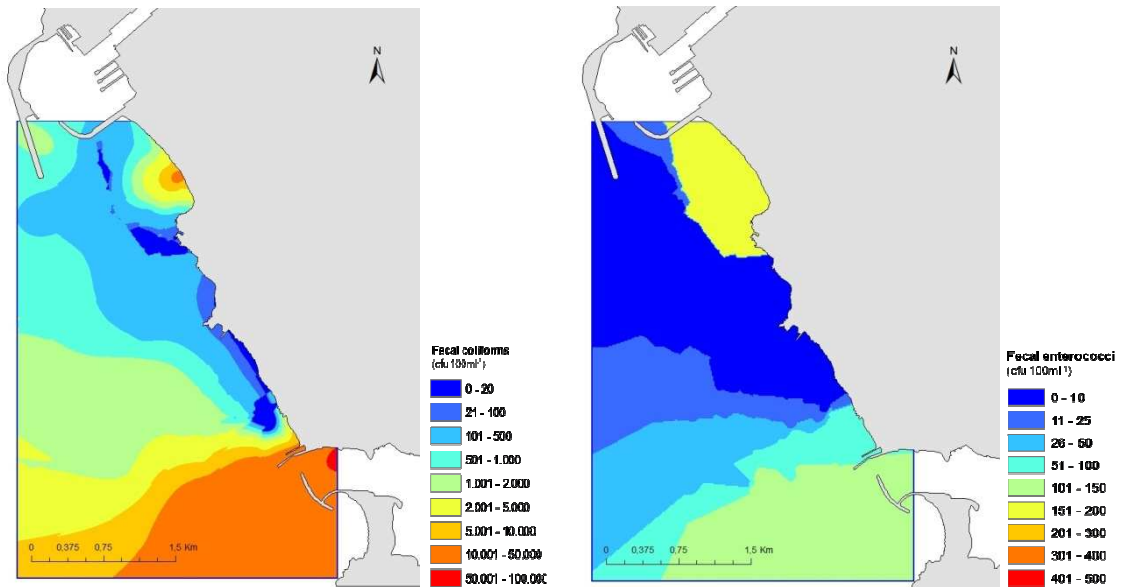 N
Fecal coliforms
(cfu 100ml⁻¹)
0 - 20
21 - 100
101 - 500
501 - 1.000
1.001 - 2.000
2.001 - 5.000
5.001 - 10.000
10.001 - 50.000
50.001 - 100.000
0 0,375 0,75 1,5 Km
N
Fecal enterococci
(cfu 100ml⁻¹)
0 - 10
11 - 25
26 - 50
51 - 100
101 - 150
151 - 200
201 - 300
301 - 400
401 - 500
0 0,375 0,75 1,5 Km